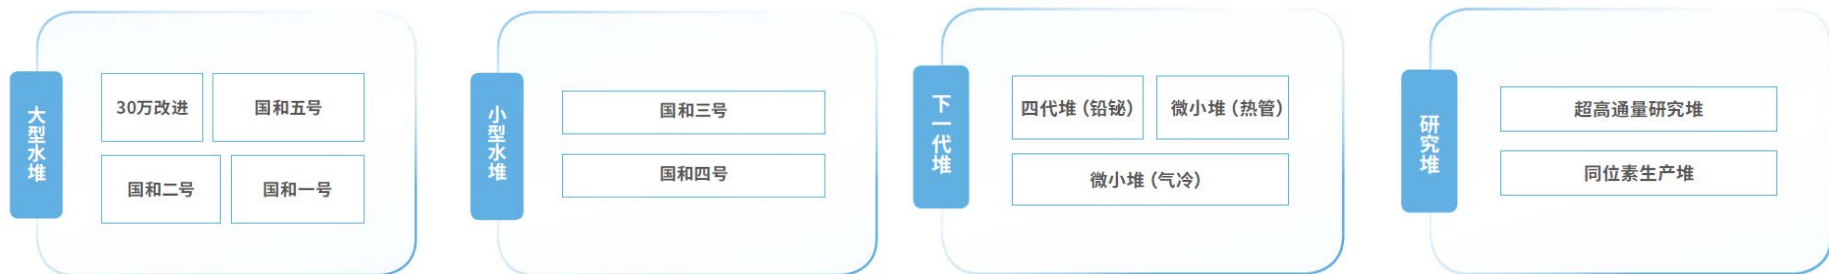 大型水堆
30万改进
国和五号
国和二号
国和一号
小型水堆
国和三号
国和四号
下一代堆
四代堆（铅铋）
微小堆（热管）
微小堆（气冷）
研究堆
超高通量研究堆
同位素生产堆